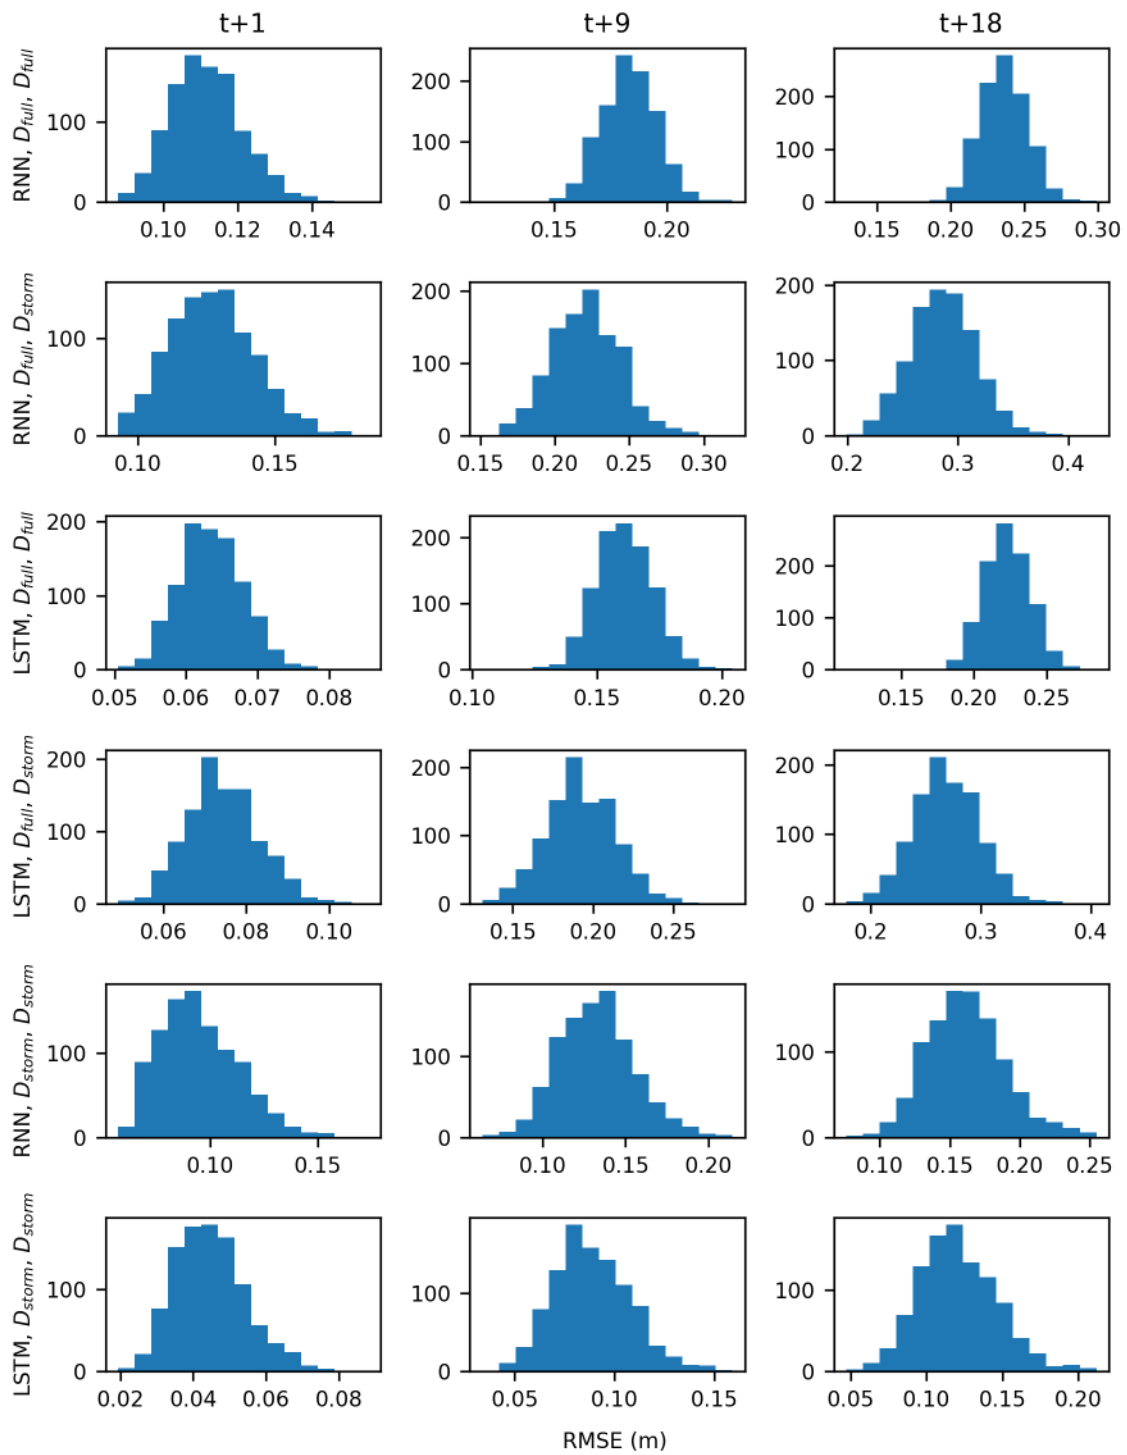 t+1 t+9 t+18
RNN, D_full, D_full
100
0
0.10 0.12 0.14
200
100
0
0.15 0.20
200
100
0
0.15 0.20 0.25 0.30
RNN, D_full, D_storm
100
0
0.10 0.15
200
100
0
0.15 0.20 0.25 0.30
200
100
0
0.2 0.3 0.4
LSTM, D_full, D_full
200
100
0
0.05 0.06 0.07 0.08
200
100
0
0.10 0.15 0.20
200
100
0
0.15 0.20 0.25
LSTM, D_full, D_storm
200
100
0
0.06 0.08 0.10
200
100
0
0.15 0.20 0.25
200
100
0
0.2 0.3 0.4
RNN, D_storm, D_storm
100
0
0.10 0.15
100
0
0.10 0.15 0.20
100
0
0.10 0.15 0.20 0.25
LSTM, D_storm, D_storm
100
0
0.02 0.04 0.06 0.08
100
0
0.05 0.10 0.15
100
0
0.05 0.10 0.15 0.20
RMSE (m)